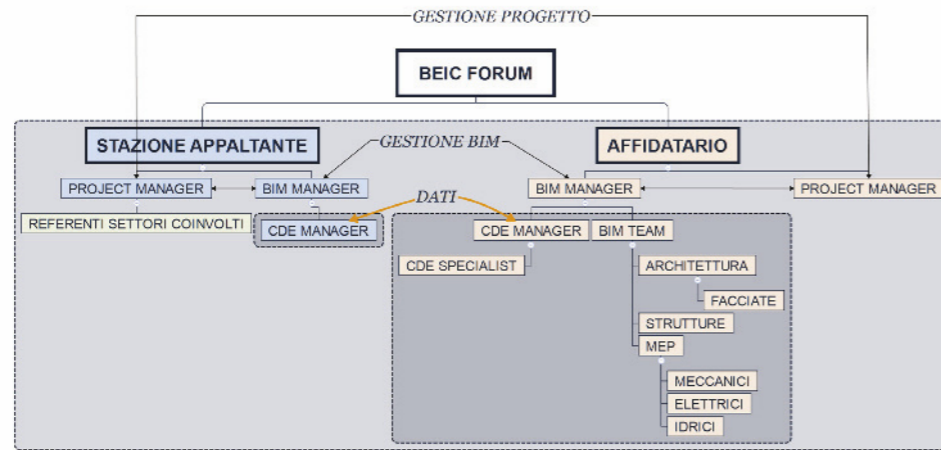 GESTIONE PROGETTO
BEIC FORUM
STAZIONE APPALTANTE
GESTIONE BIM
AFFIDATARIO
PROJECT MANAGER
BIM MANAGER
BIM MANAGER
PROJECT MANAGER
DATI
REFERENTI SETTORI COINVOLTI
CDE MANAGER
CDE MANAGER
BIM TEAM
CDE SPECIALIST
ARCHITETTURA
FACCIATE
STRUTTURE
MEP
MECCANICI
ELETTRICI
IDRICI